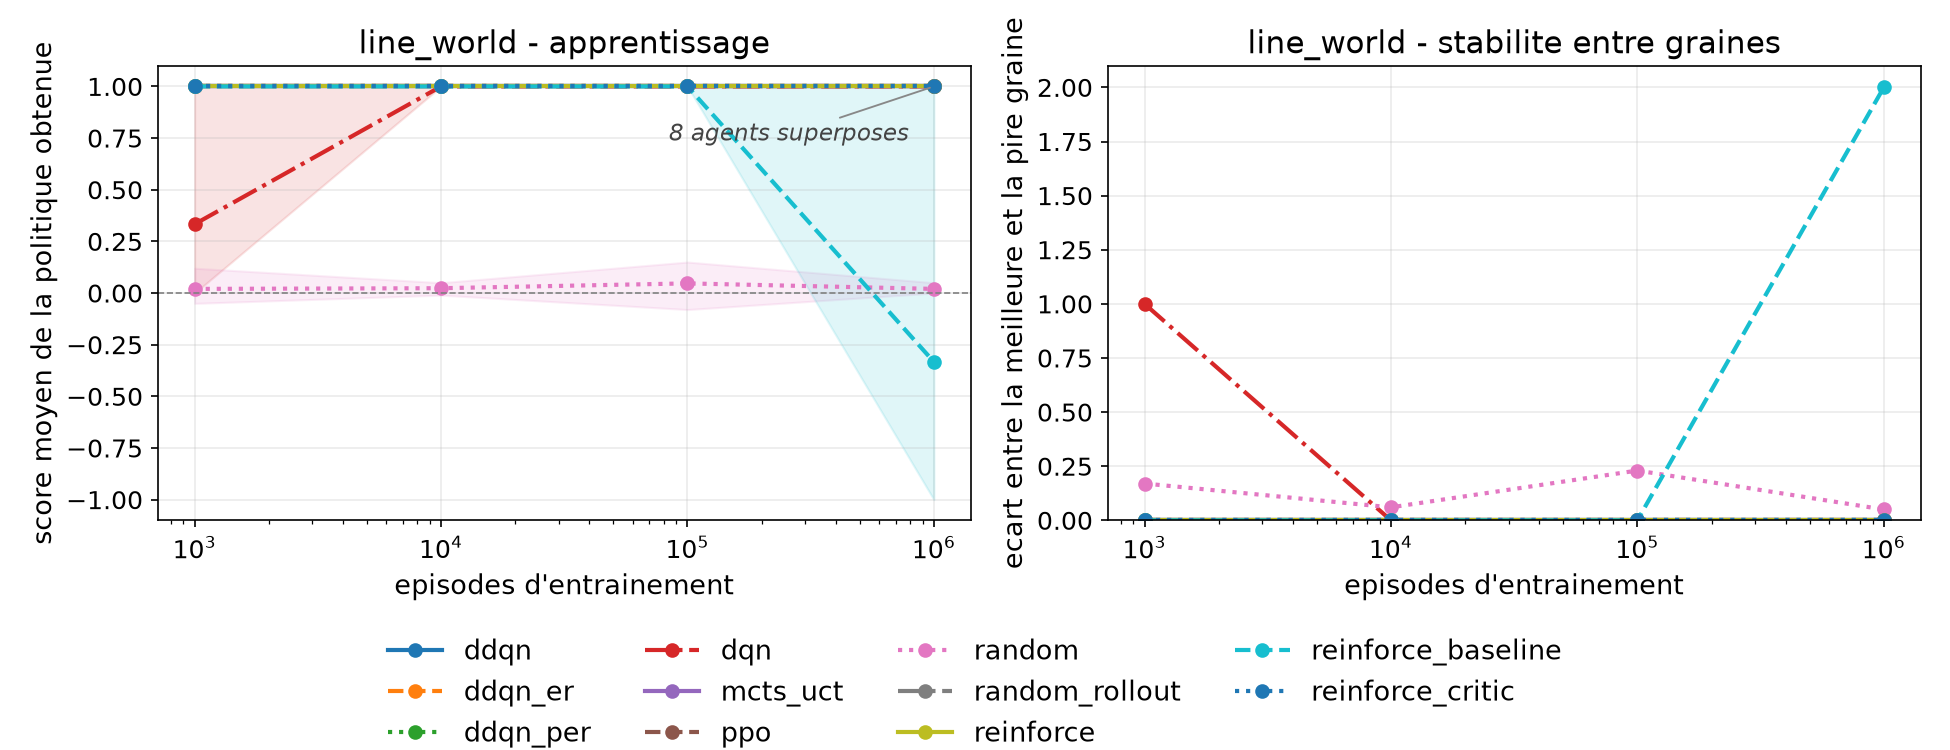 line_world - apprentissage
score moyen de la politique obtenue
1.00
0.75
0.50
0.25
0.00
−0.25
−0.50
−0.75
−1.00
8 agents superposes
10³ 10⁴ 10⁵ 10⁶
episodes d'entrainement
line_world - stabilite entre graines
ecart entre la meilleure et la pire graine
2.00
1.75
1.50
1.25
1.00
0.75
0.50
0.25
0.00
10³ 10⁴ 10⁵ 10⁶
episodes d'entrainement
ddqn dqn random reinforce_baseline
ddqn_er mcts_uct random_rollout reinforce_critic
ddqn_per ppo reinforce